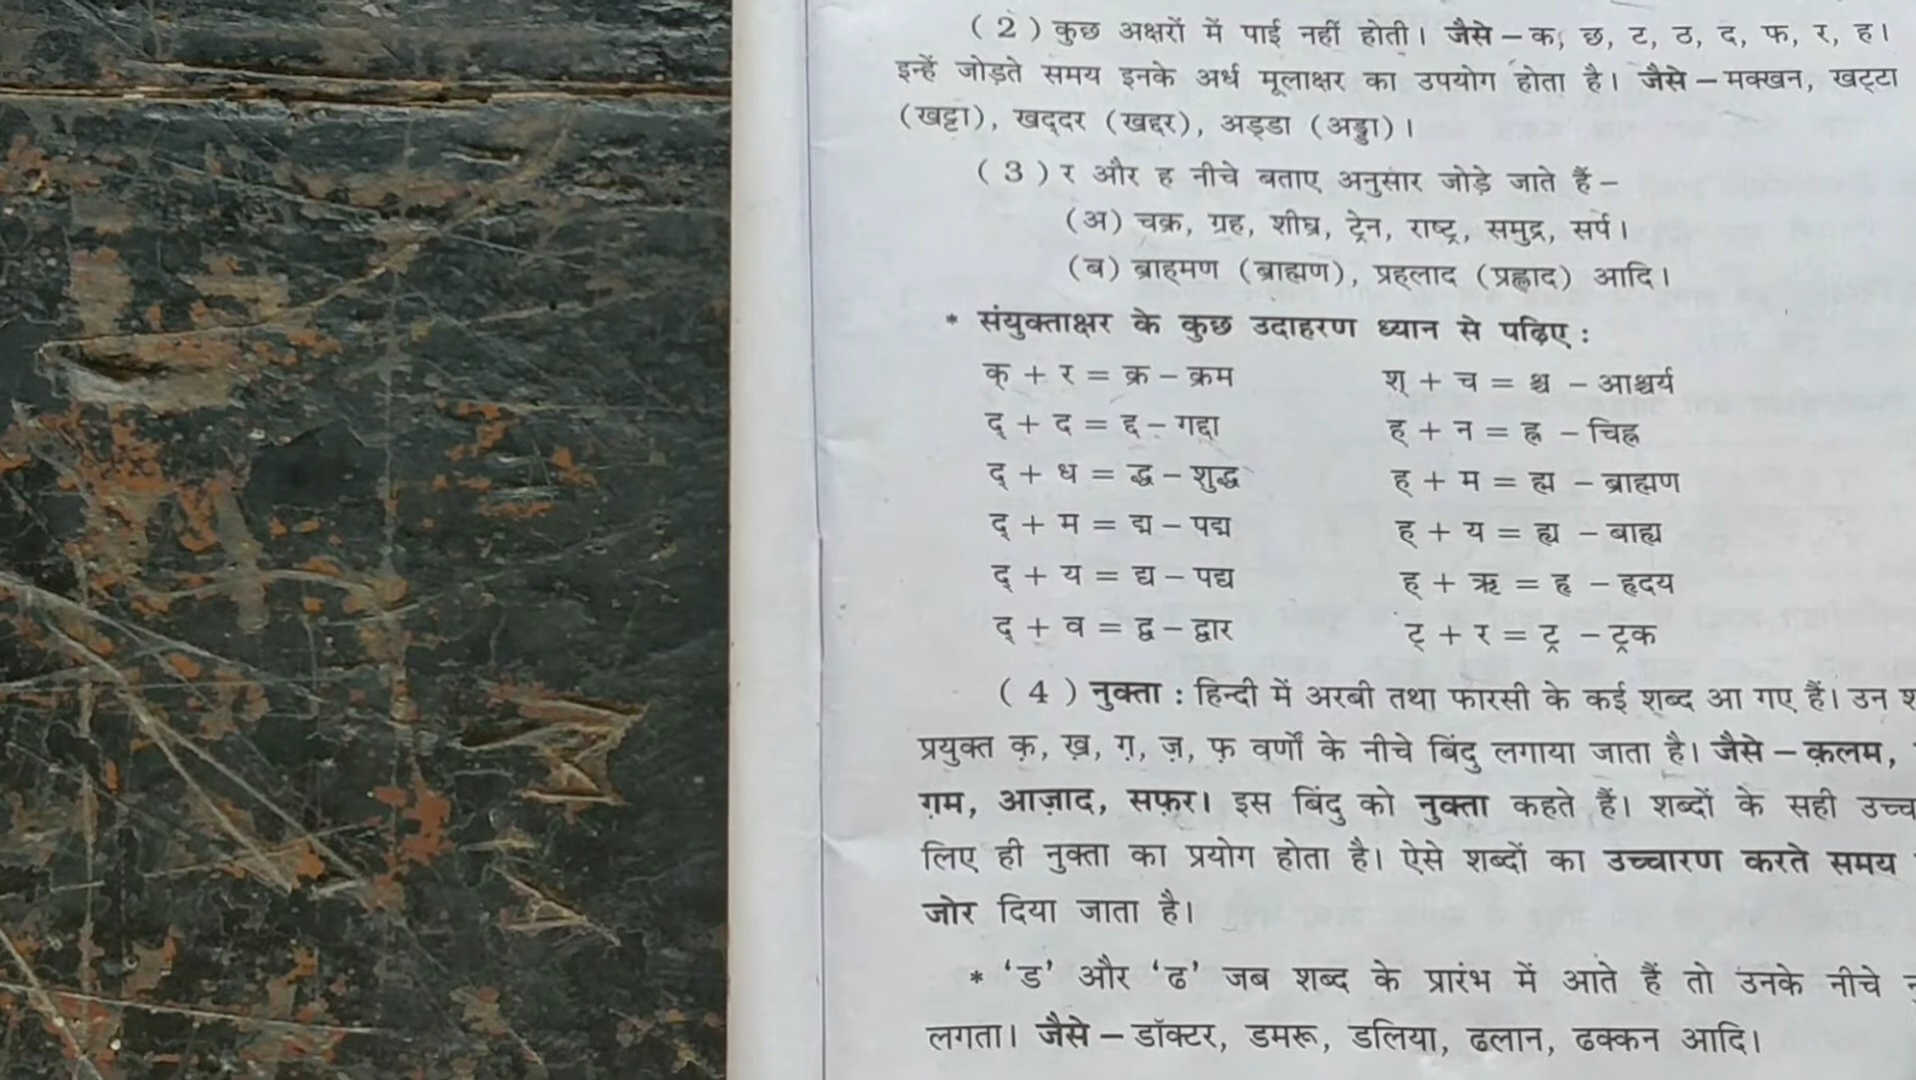 ( 2 ) कुछ अक्षरों में पाई नहीं होती। जैसे – क, छ, ट, ठ, द, फ, र, ह।
इन्हें जोड़ते समय इनके अर्ध मूलाक्षर का उपयोग होता है। जैसे – मक्खन, खट्‌टा
(खट्टा), खद्‌दर (खद्दर), अड्‌डा (अड्डा)।
( 3 ) र और ह नीचे बताए अनुसार जोड़े जाते हैं –
(अ) चक्र, ग्रह, शीघ्र, ट्रेन, राष्ट्र, समुद्र, सर्प।
(ब) ब्राह्‌मण (ब्राह्मण), प्रह्‌लाद (प्रह्लाद) आदि।
* संयुक्ताक्षर के कुछ उदाहरण ध्यान से पढ़िए :
क् + र = क्र – क्रम श् + च = श्च – आश्चर्य
द् + द = द्द – गद्दा ह् + न = ह्न – चिह्न
द् + ध = द्ध – शुद्ध ह् + म = ह्म – ब्राह्मण
द् + म = द्म – पद्म ह् + य = ह्य – बाह्य
द् + य = द्य – पद्य ह् + ऋ = हृ – हृदय
द् + व = द्व – द्वार ट् + र = ट्र – ट्रक
( 4 ) नुक्ता : हिन्दी में अरबी तथा फारसी के कई शब्द आ गए हैं। उन
प्रयुक्त क़, ख़, ग़, ज़, फ़ वर्णों के नीचे बिंदु लगाया जाता है। जैसे – क़लम,
ग़म, आज़ाद, सफ़र। इस बिंदु को नुक्ता कहते हैं। शब्दों के सही उच्च
लिए ही नुक्ता का प्रयोग होता है। ऐसे शब्दों का उच्चारण करते समय
जोर दिया जाता है।
* ‘ड’ और ‘ढ’ जब शब्द के प्रारंभ में आते हैं तो उनके नीचे
लगता। जैसे – डॉक्टर, डमरू, डलिया, ढलान, ढक्कन आदि।